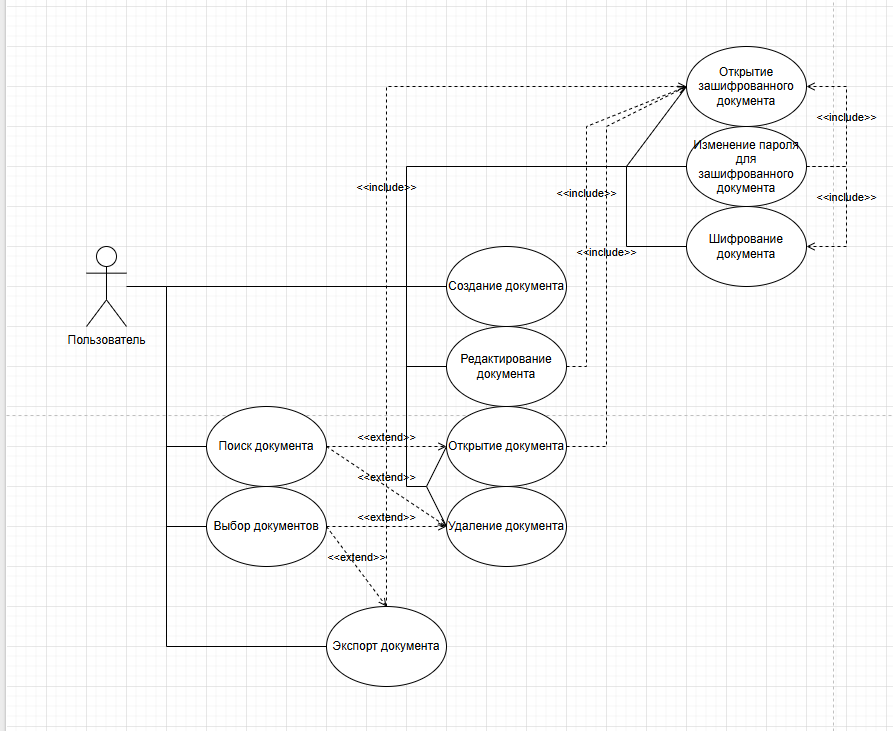 Открытие
зашифрованного
документа
<<include>>
Изменение пароля
для
зашифрованного
документа
<<include>>
<<include>>
<<include>>
Шифрование
документа
<<include>>
Создание документа
Пользователь
Редактирование
документа
<<extend>>
Поиск документа
Открытие документа
<<extend>>
<<extend>>
Выбор документов
Удаление документа
<<extend>>
Экспорт документа